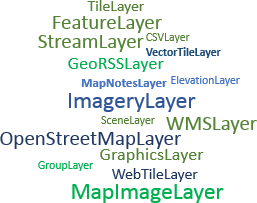 TileLayer
FeatureLayer
StreamLayer CSVLayer
VectorTileLayer
GeoRSSLayer
MapNotesLayer ElevationLayer
ImageryLayer
SceneLayer WMSLayer
OpenStreetMapLayer
GraphicsLayer
GroupLayer WebTileLayer
MapImageLayer